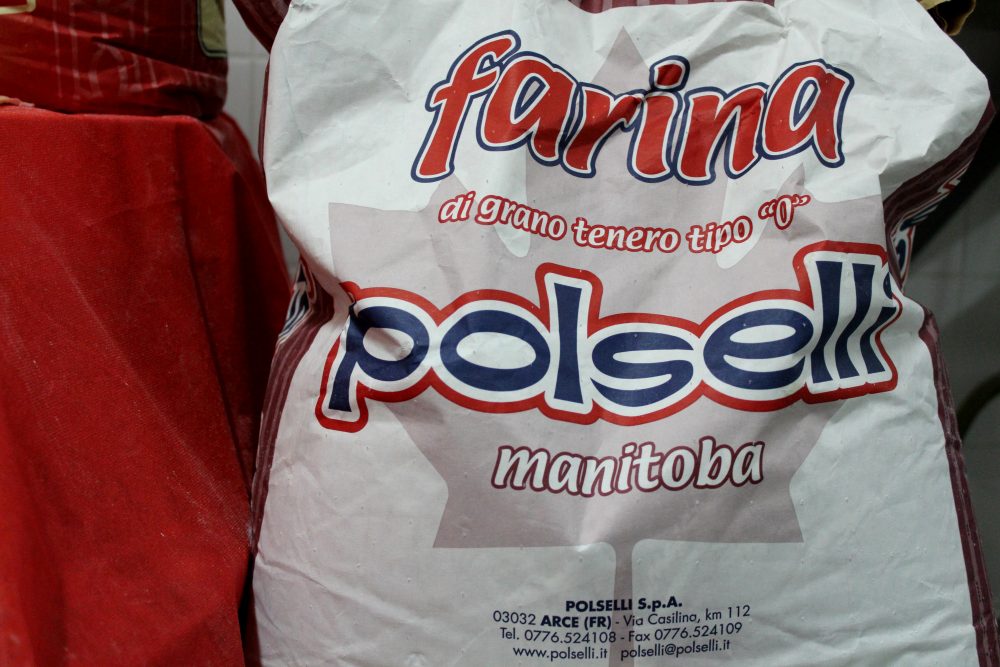 farina
di grano tenero tipo "0"
polselli
manitoba
POLSELLI S.p.A.
03032 ARCE (FR) - Via Casilina, km 112
Tel. 0776.524108 - Fax 0776.524109
www.polselli.it polselli@polselli.it